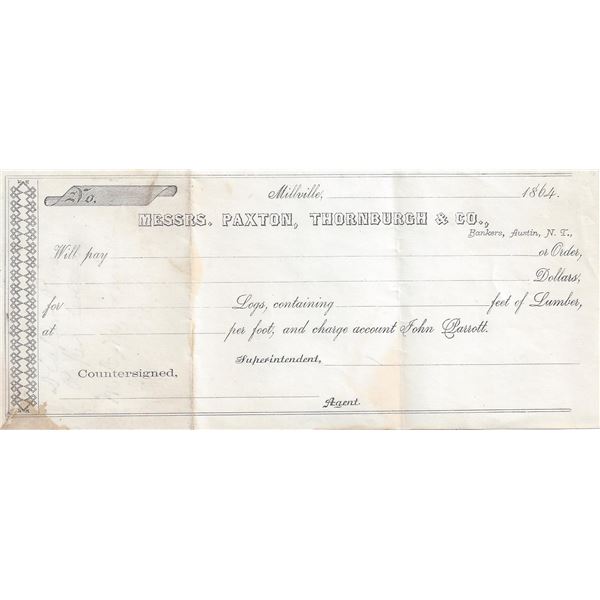 No.
Millville, 1864.
MESSRS. PAXTON, THORNBURGH & CO.,
Bankers, Austin, N. T.,
Will pay or Order,
Dollars,
for Logs, containing feet of Lumber,
at per foot, and charge account John Parrott.
Superintendent,
Countersigned,
Agent.